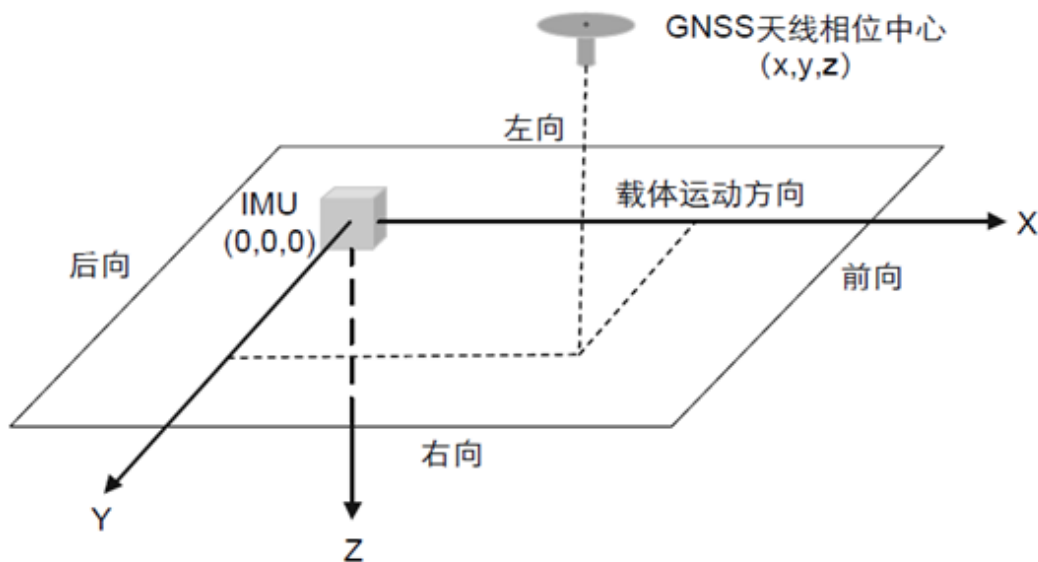 GNSS天线相位中心
（x,y,z）
左向
载体运动方向
IMU
(0,0,0)
X
后向
前向
右向
Y
Z